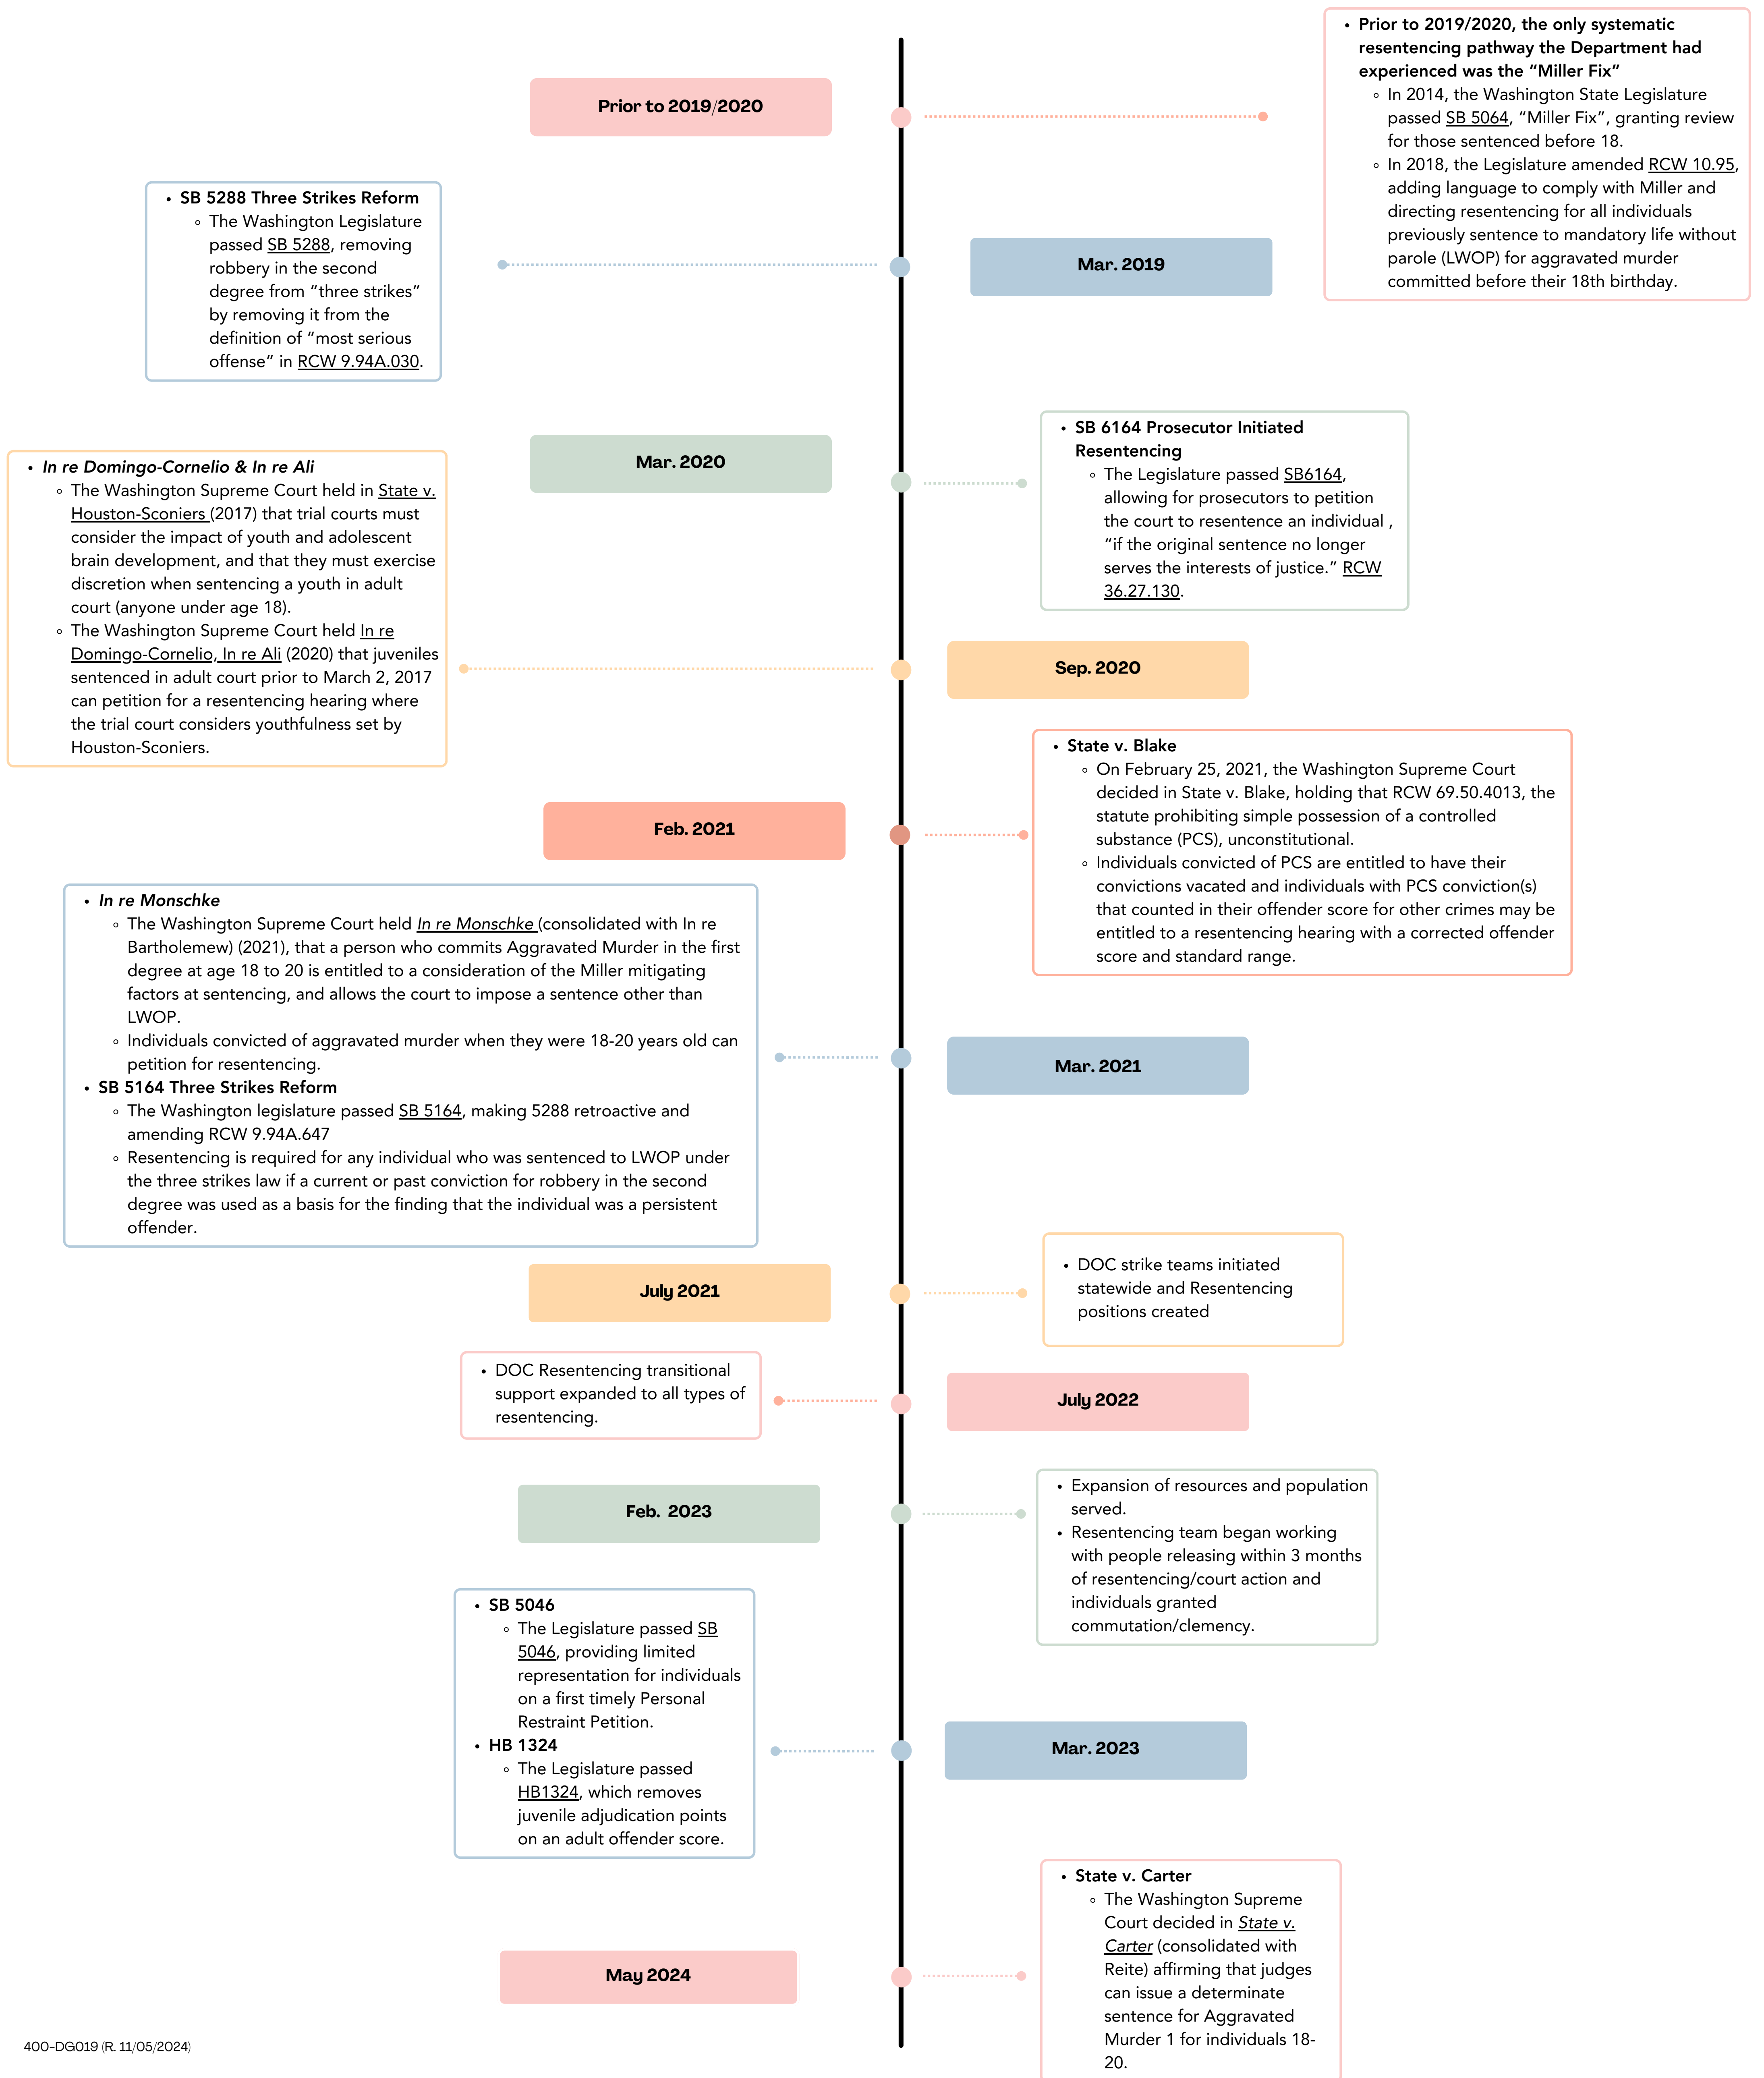 Prior to 2019/2020
• Prior to 2019/2020, the only systematic
resentencing pathway the Department had
experienced was the “Miller Fix”
◦ In 2014, the Washington State Legislature
passed SB 5064, “Miller Fix”, granting review
for those sentenced before 18.
◦ In 2018, the Legislature amended RCW 10.95,
adding language to comply with Miller and
directing resentencing for all individuals
previously sentence to mandatory life without
parole (LWOP) for aggravated murder
committed before their 18th birthday.
Mar. 2019
• SB 5288 Three Strikes Reform
◦ The Washington Legislature
passed SB 5288, removing
robbery in the second
degree from “three strikes”
by removing it from the
definition of “most serious
offense” in RCW 9.94A.030.
Mar. 2020
• SB 6164 Prosecutor Initiated
Resentencing
◦ The Legislature passed SB6164,
allowing for prosecutors to petition
the court to resentence an individual ,
“if the original sentence no longer
serves the interests of justice.” RCW
36.27.130.
Sep. 2020
• In re Domingo-Cornelio & In re Ali
◦ The Washington Supreme Court held in State v.
Houston-Sconiers (2017) that trial courts must
consider the impact of youth and adolescent
brain development, and that they must exercise
discretion when sentencing a youth in adult
court (anyone under age 18).
◦ The Washington Supreme Court held In re
Domingo-Cornelio, In re Ali (2020) that juveniles
sentenced in adult court prior to March 2, 2017
can petition for a resentencing hearing where
the trial court considers youthfulness set by
Houston-Sconiers.
Feb. 2021
• State v. Blake
◦ On February 25, 2021, the Washington Supreme Court
decided in State v. Blake, holding that RCW 69.50.4013, the
statute prohibiting simple possession of a controlled
substance (PCS), unconstitutional.
◦ Individuals convicted of PCS are entitled to have their
convictions vacated and individuals with PCS conviction(s)
that counted in their offender score for other crimes may be
entitled to a resentencing hearing with a corrected offender
score and standard range.
Mar. 2021
• In re Monschke
◦ The Washington Supreme Court held In re Monschke (consolidated with In re
Bartholemew) (2021), that a person who commits Aggravated Murder in the first
degree at age 18 to 20 is entitled to a consideration of the Miller mitigating
factors at sentencing, and allows the court to impose a sentence other than
LWOP.
◦ Individuals convicted of aggravated murder when they were 18-20 years old can
petition for resentencing.
• SB 5164 Three Strikes Reform
◦ The Washington legislature passed SB 5164, making 5288 retroactive and
amending RCW 9.94A.647
◦ Resentencing is required for any individual who was sentenced to LWOP under
the three strikes law if a current or past conviction for robbery in the second
degree was used as a basis for the finding that the individual was a persistent
offender.
July 2021
• DOC strike teams initiated
statewide and Resentencing
positions created
July 2022
• DOC Resentencing transitional
support expanded to all types of
resentencing.
Feb. 2023
• Expansion of resources and population
served.
• Resentencing team began working
with people releasing within 3 months
of resentencing/court action and
individuals granted
commutation/clemency.
Mar. 2023
• SB 5046
◦ The Legislature passed SB
5046, providing limited
representation for individuals
on a first timely Personal
Restraint Petition.
• HB 1324
◦ The Legislature passed
HB1324, which removes
juvenile adjudication points
on an adult offender score.
May 2024
• State v. Carter
◦ The Washington Supreme
Court decided in State v.
Carter (consolidated with
Reite) affirming that judges
can issue a determinate
sentence for Aggravated
Murder 1 for individuals 18-
20.
400-DG019 (R. 11/05/2024)